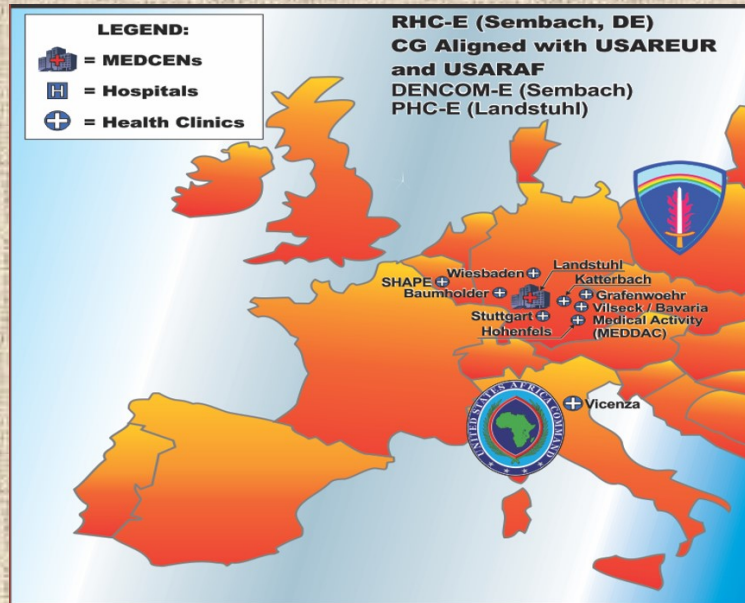 LEGEND:
= MEDCENs
H = Hospitals
= Health Clinics
RHC-E (Sembach, DE)
CG Aligned with USAREUR
and USARAF
DENCOM-E (Sembach)
PHC-E (Landstuhl)
Landstuhl
Wiesbaden
Katterbach
SHAPE
Baumholder
Grafenwoehr
Vilseck / Bavaria
Stuttgart
Medical Activity
Hohenfels
(MEDDAC)
UNITED STATES AFRICA COMMAND
Vicenza